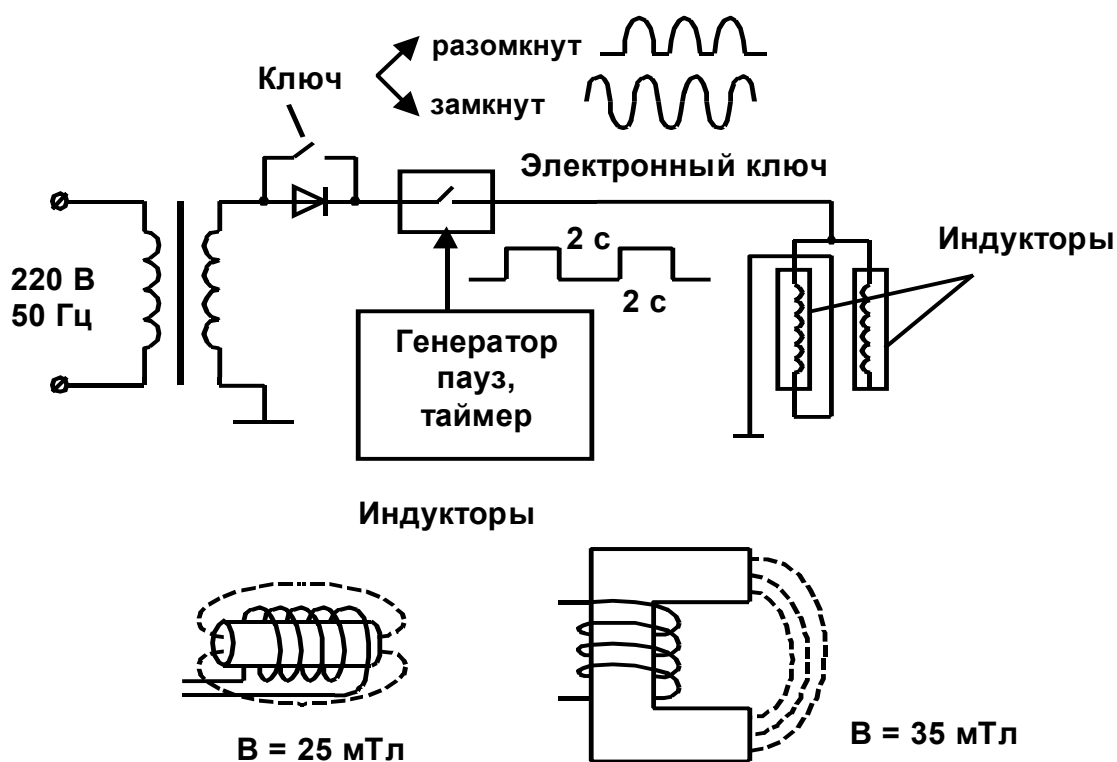 разомкнут
Ключ
замкнут
Электронный ключ
2 с
Индукторы
220 В
50 Гц
2 с
Генератор
пауз,
таймер
Индукторы
В = 25 мТл
В = 35 мТл